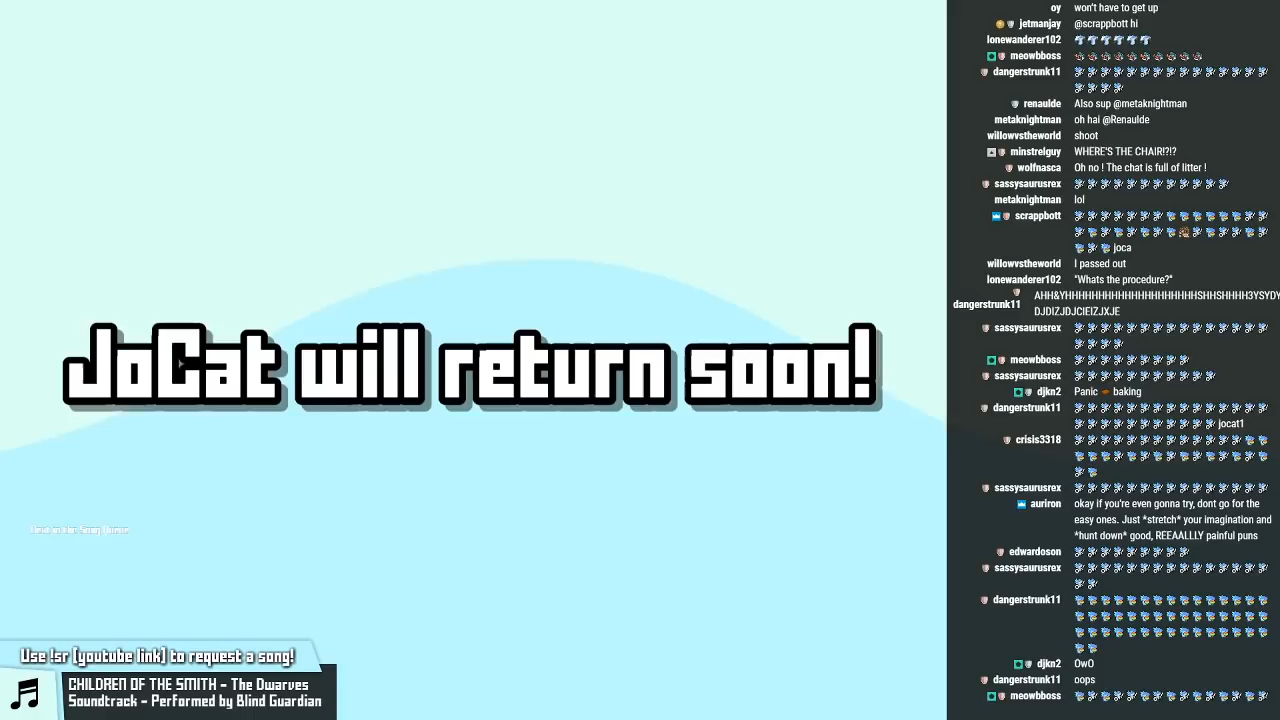 JoCat will return soon!
Use !sr [youtube link] to request a song!
CHILDREN OF THE SMITH - The Dwarves
Soundtrack - Performed by Blind Guardian
oy won't have to get up
jetmanjay @scrappbott hi
lonewanderer102
meowbboss
dangerstrunk11
renaulde Also sup @metaknightman
metaknightman oh hai @Renaulde
willowvstheworld shoot
minstrelguy WHERE'S THE CHAIR!?!?
wolfnasca Oh no ! The chat is full of litter !
sassysaurusrex
metaknightman lol
scrappbott
joca
willowvstheworld I passed out
lonewanderer102 "Whats the procedure?"
dangerstrunk11
DJDIZJDJCIEIZJXJE
sassysaurusrex
meowbboss
sassysaurusrex
djkn2 Panic baking
dangerstrunk11
jocat1
crisis3318
sassysaurusrex
auriron okay if you're even gonna try, dont go for the
easy ones. Just *stretch* your imagination and
*hunt down* good, REEAALLLY painful puns
edwardoson
sassysaurusrex
dangerstrunk11
djkn2 OwO
dangerstrunk11 oops
meowbboss